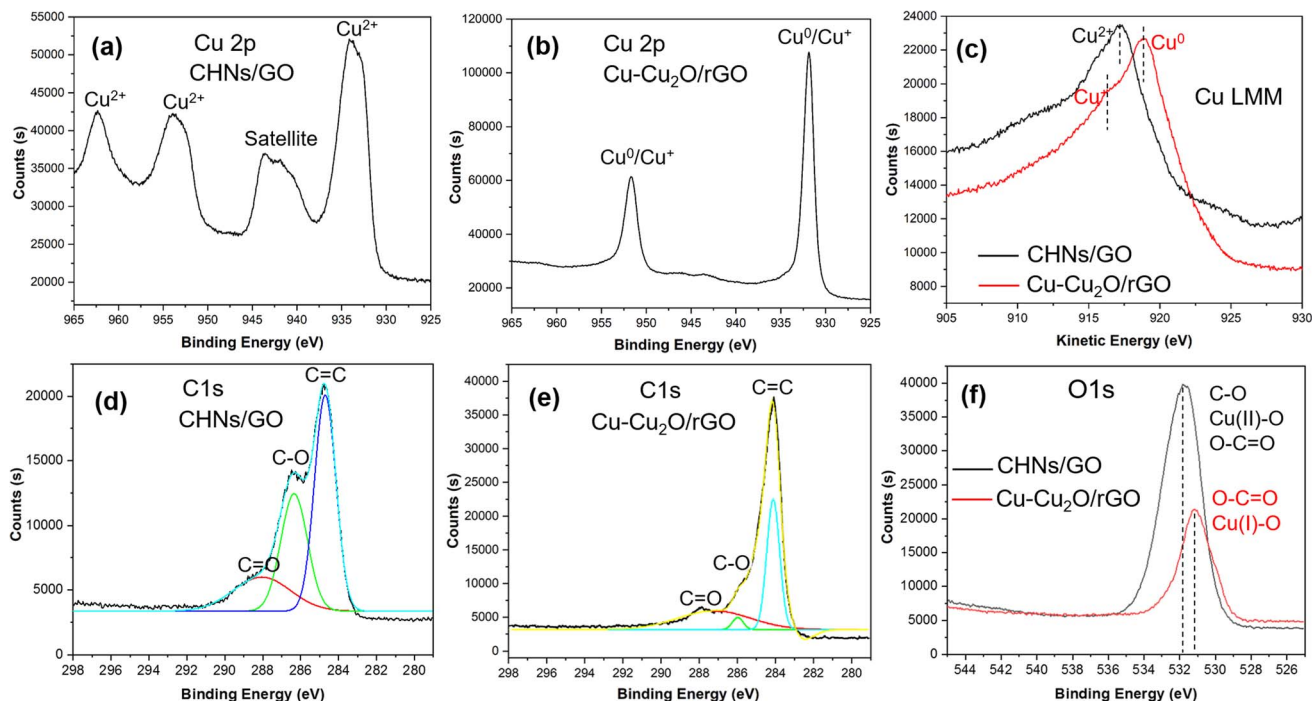 (a)
Cu 2p
CHNs/GO
Cu²⁺
Cu²⁺
Satellite
Cu²⁺
55000
50000
45000
40000
35000
30000
25000
20000
Counts (s)
965 960 955 950 945 940 935 930 925
Binding Energy (eV)
(b)
Cu 2p
Cu-Cu₂O/rGO
Cu⁰/Cu⁺
Cu⁰/Cu⁺
120000
100000
80000
60000
40000
20000
Counts (s)
965 960 955 950 945 940 935 930 925
Binding Energy (eV)
(c)
Cu²⁺
Cu⁰
Cu⁺
Cu LMM
CHNs/GO
Cu-Cu₂O/rGO
24000
22000
20000
18000
16000
14000
12000
10000
8000
Counts (s)
905 910 915 920 925 930
Kinetic Energy (eV)
(d)
C1s
CHNs/GO
C=C
C-O
C=O
20000
15000
10000
5000
0
Counts (s)
298 296 294 292 290 288 286 284 282 280
Binding Energy (eV)
(e)
C1s
Cu-Cu₂O/rGO
C=C
C-O
C=O
40000
35000
30000
25000
20000
15000
10000
5000
0
Counts (s)
298 296 294 292 290 288 286 284 282 280
Binding Energy (eV)
(f)
O1s
C-O
Cu(II)-O
O-C=O
CHNs/GO
Cu-Cu₂O/rGO
O-C=O
Cu(I)-O
40000
30000
20000
10000
0
Counts (s)
544 542 540 538 536 534 532 530 528 526
Binding Energy (eV)